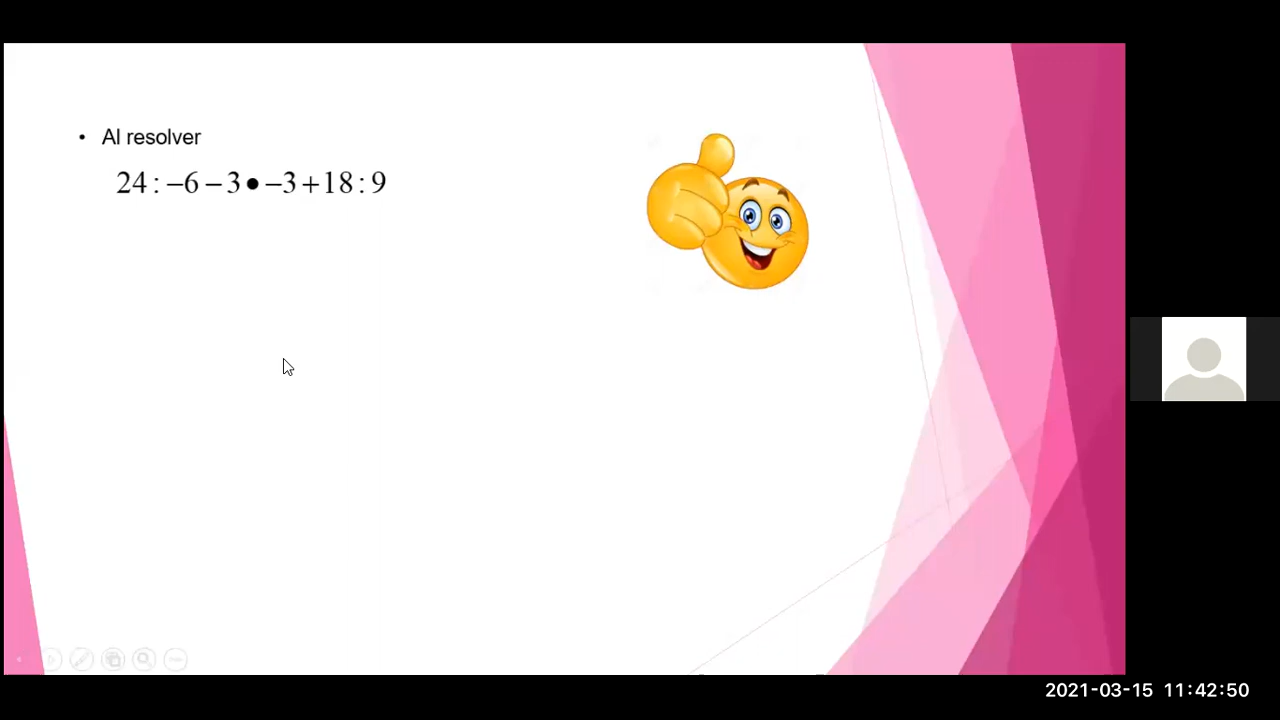 • Al resolver
24 : −6 − 3 • −3 + 18 : 9
2021-03-15 11:42:50